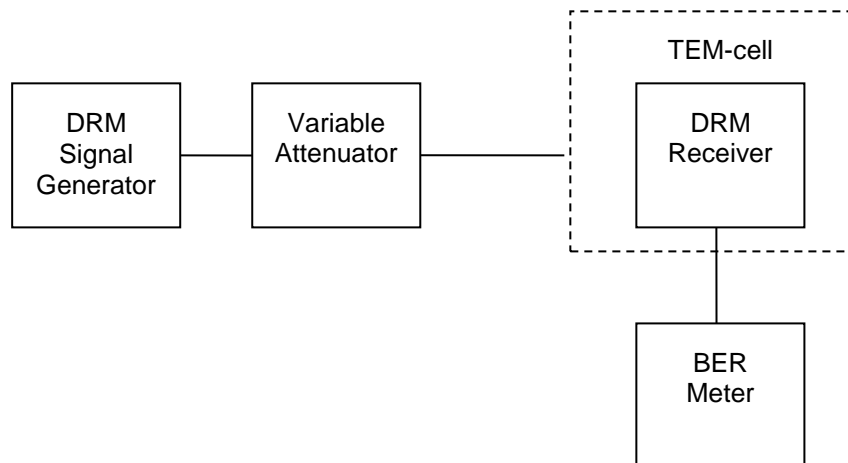 TEM-cell
DRM
Signal
Generator
Variable
Attenuator
DRM
Receiver
BER
Meter